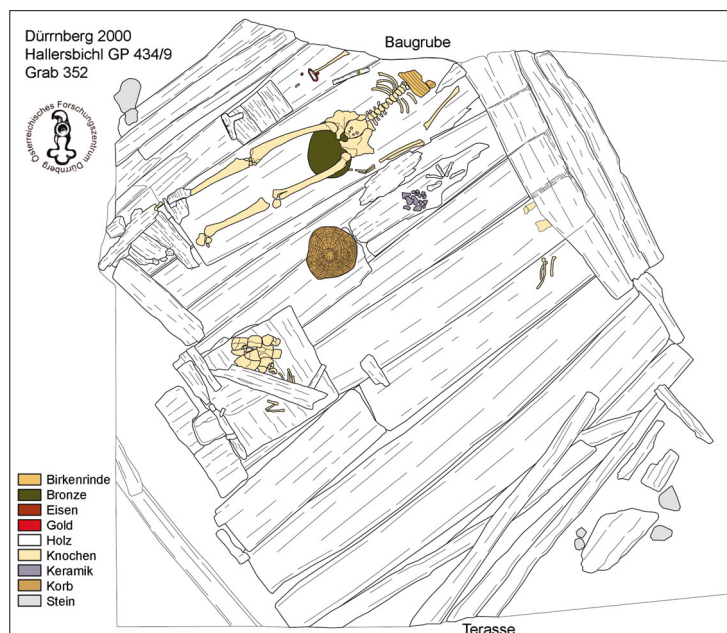 Dürrnberg 2000
Hallersbichl GP 434/9
Grab 352
Baugrube
Österreichisches Forschungszentrum Dürrnberg
Birkenrinde
Bronze
Eisen
Gold
Holz
Knochen
Keramik
Korb
Stein
Terasse